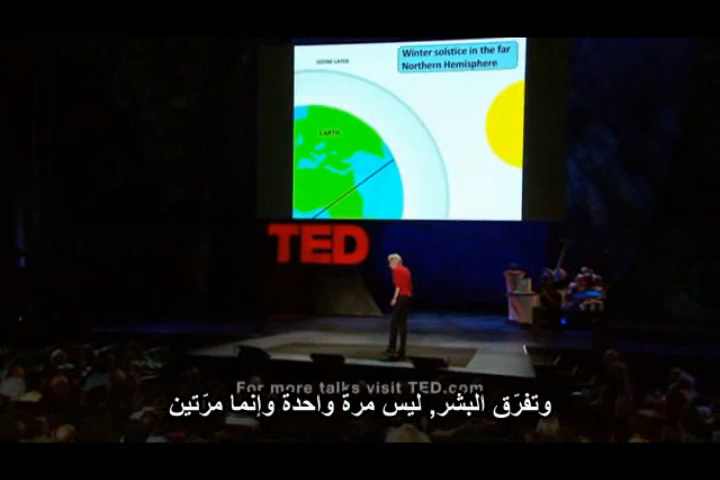 Winter solstice in the far
Northern Hemisphere
OZONE LAYER
EARTH
TED
For more talks visit TED.com
وتفرّق البشر, ليس مرة واحدة وإنما مرّتين